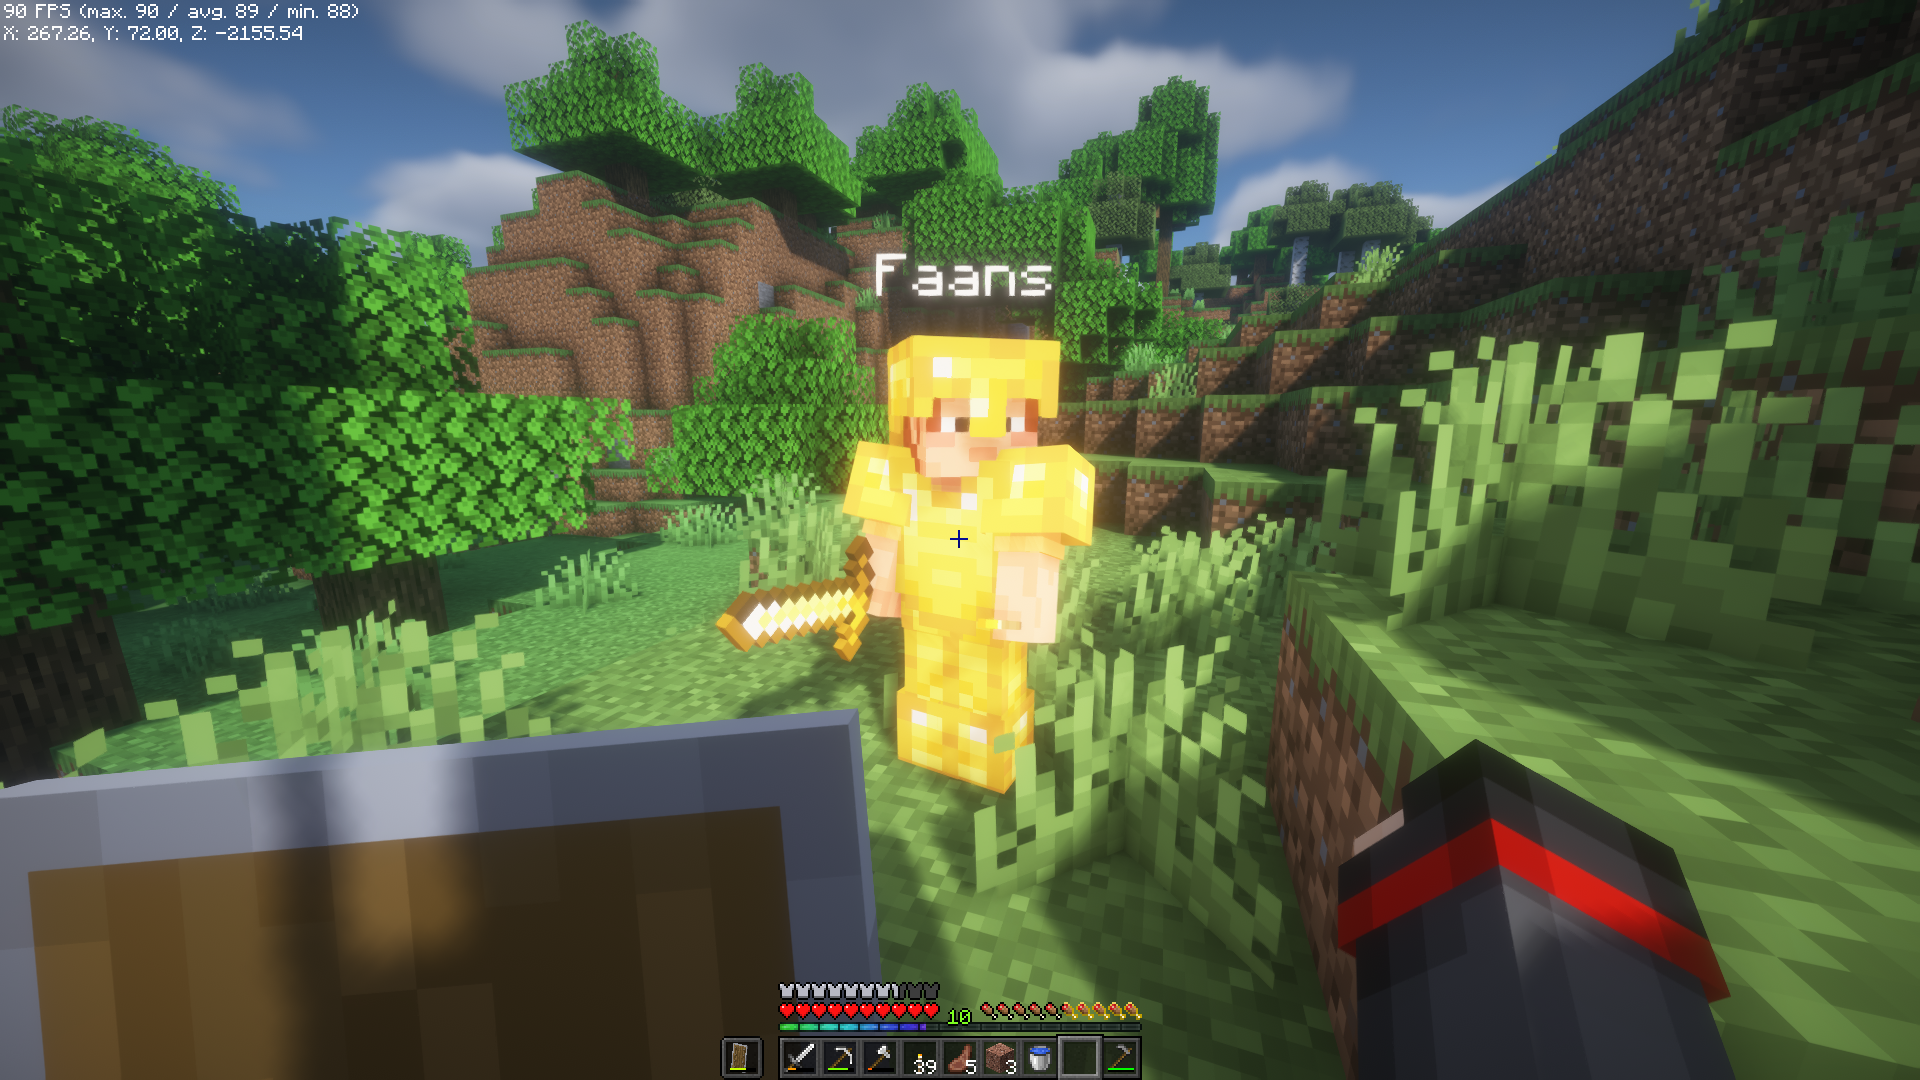 90 FPS (max. 90 / avg. 89 / min. 88)
X: 267.26, Y: 72.00, Z: -2155.54
Faans
10
39 5 3